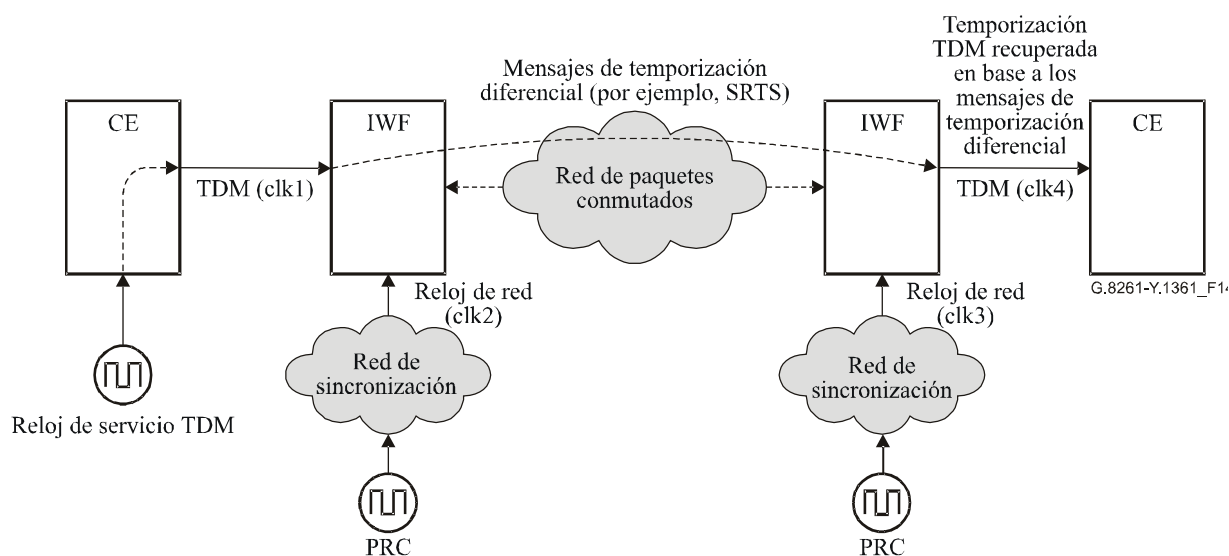 Temporización
TDM recuperada
en base a los
mensajes de
temporización
diferencial
Mensajes de temporización
diferencial (por ejemplo, SRTS)
CE
IWF
IWF
CE
TDM (clk1)
Red de paquetes
conmutados
TDM (clk4)
Reloj de red
(clk2)
Reloj de red
(clk3)
G.8261-Y.1361_F14
Red de
sincronización
Red de
sincronización
Reloj de servicio TDM
PRC
PRC